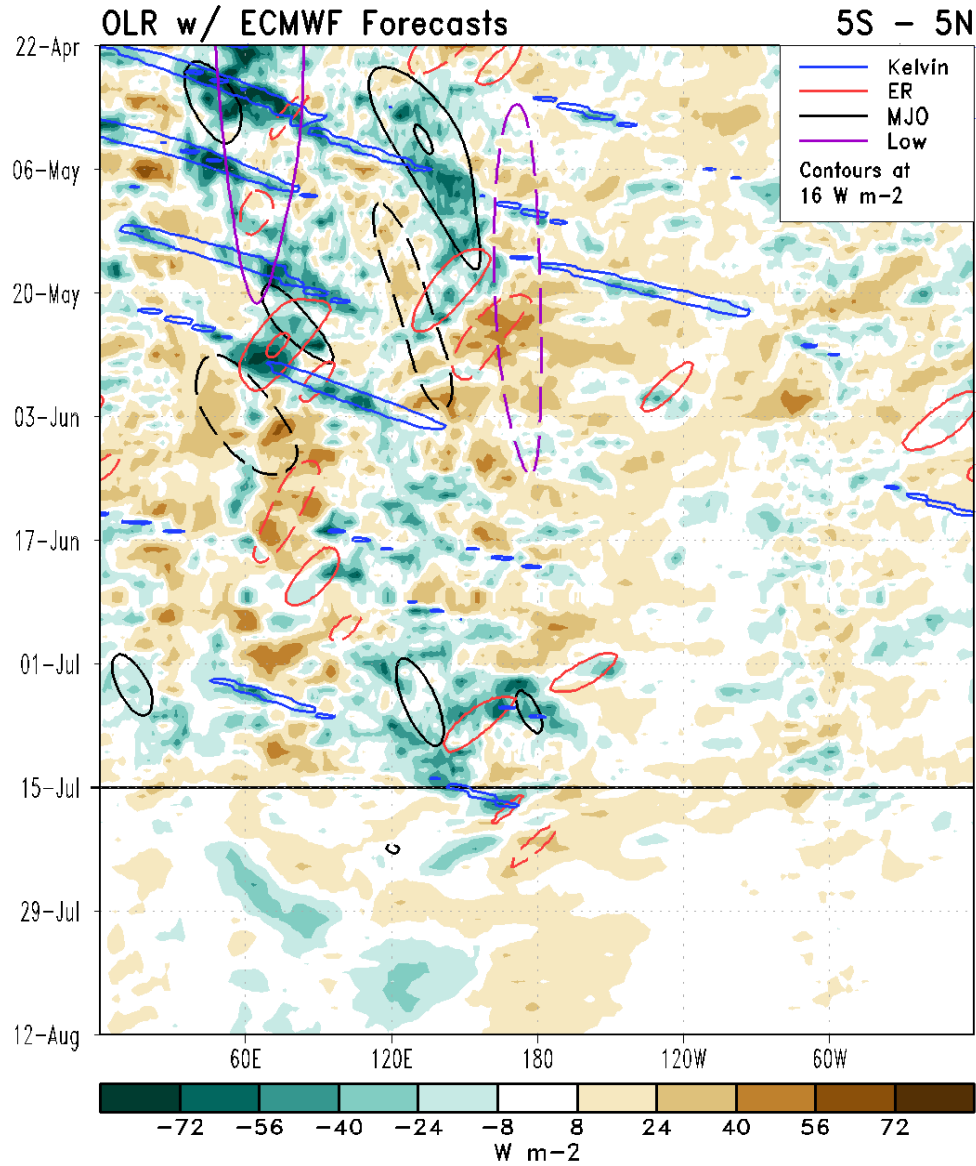 OLR w/ ECMWF Forecasts 5S - 5N
22-Apr
Kelvin
ER
MJO
Low
Contours at
16 W m-2
06-May
20-May
03-Jun
17-Jun
01-Jul
15-Jul
29-Jul
12-Aug
60E 120E 180 120W 60W
-72 -56 -40 -24 -8 8 24 40 56 72
W m-2